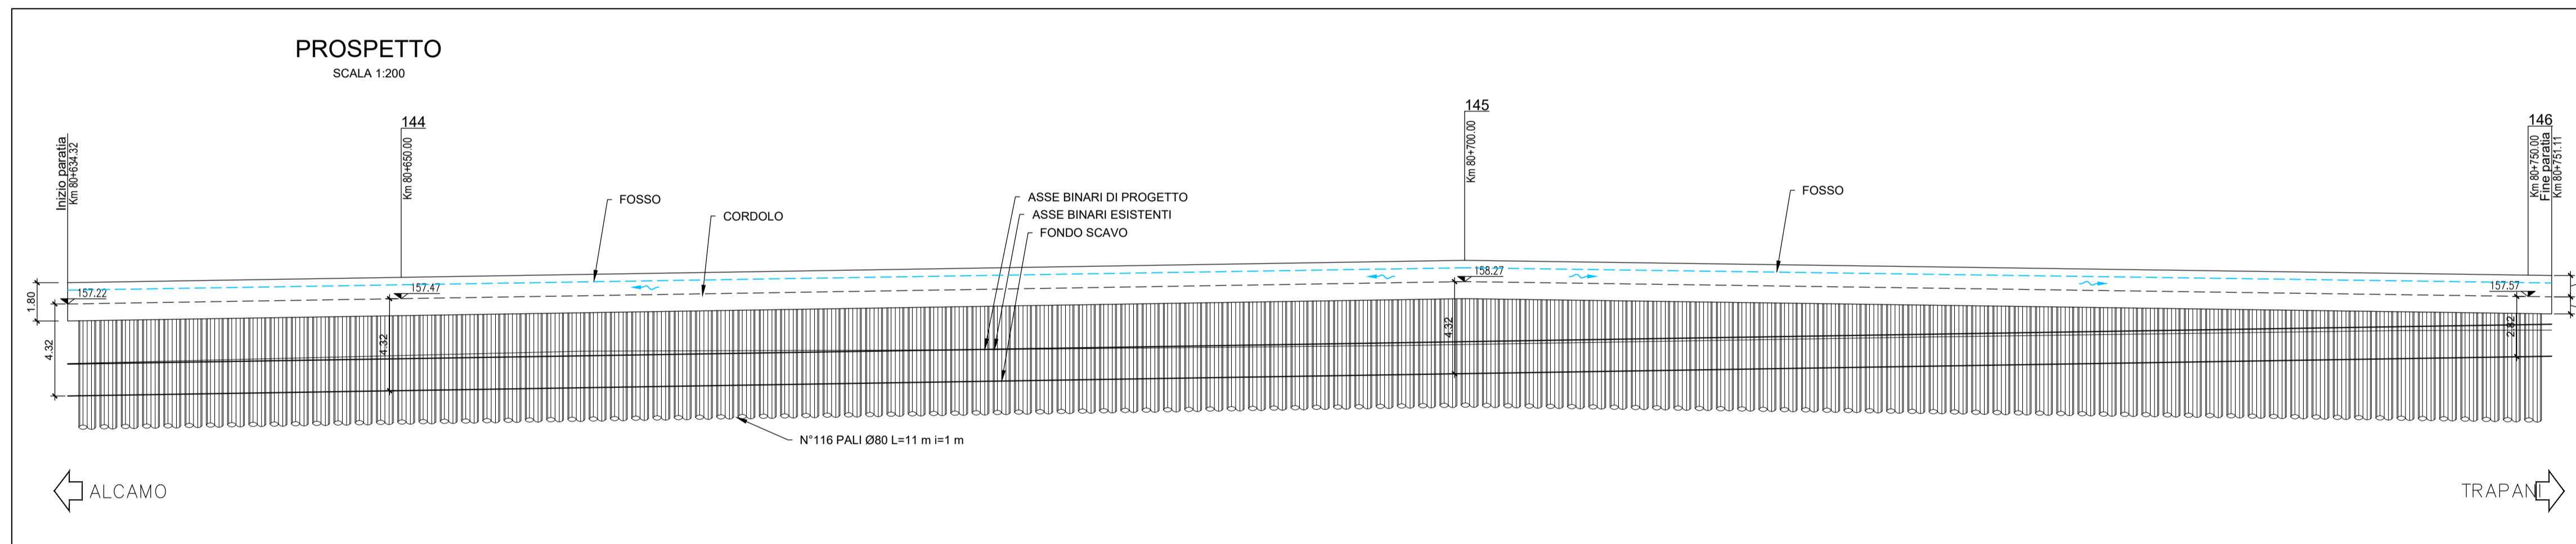 PROSPETTO
SCALA 1:200
Inizio paratia
Km 80+634.32
144
Km 80+650.00
145
Km 80+700.00
146
Km 80+750.00
Fine paratia
Km 80+751.11
FOSSO
CORDOLO
ASSE BINARI DI PROGETTO
ASSE BINARI ESISTENTI
FONDO SCAVO
FOSSO
157.22
157.47
158.27
157.57
1.80
4.32
4.32
4.32
2.82
N°116 PALI Ø80 L=11 m i=1 m
ALCAMO
TRAPANI